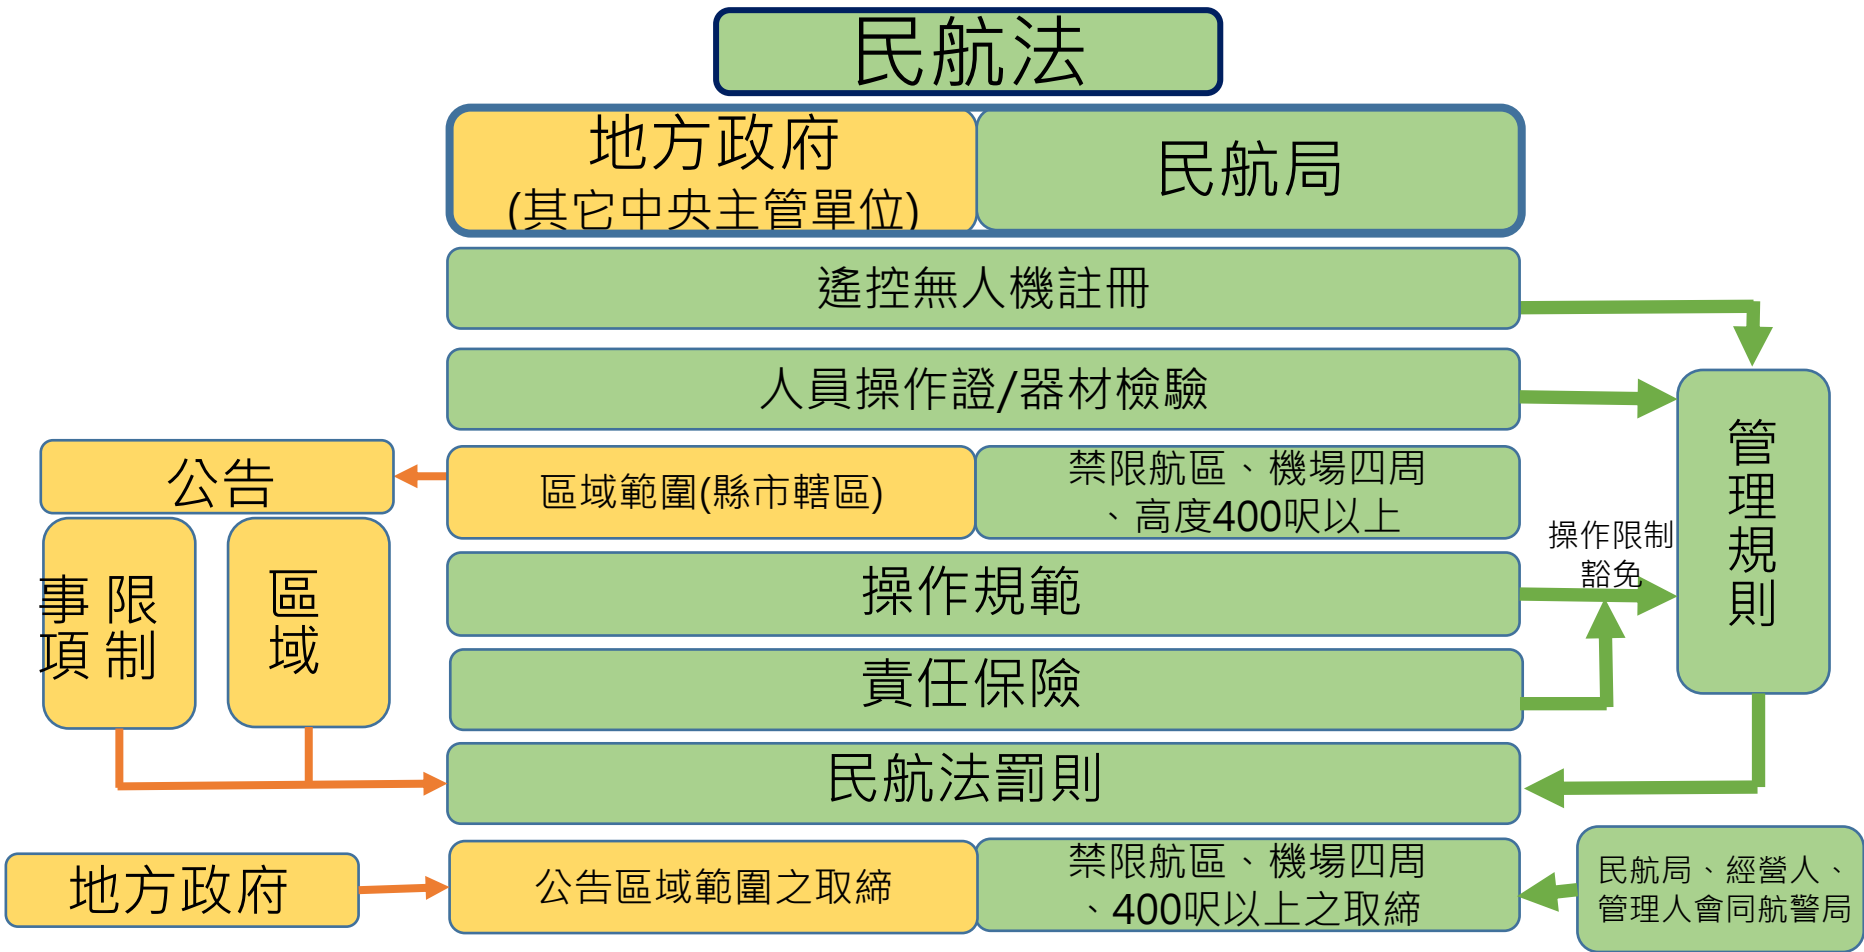 民航法
地方政府
(其它中央主管單位)
民航局
遙控無人機註冊
人員操作證/器材檢驗
公告
區域範圍(縣市轄區)
禁限航區、機場四周
、高度400呎以上
限制
事項
區域
操作規範
操作限制
豁免
管理規則
責任保險
民航法罰則
地方政府
公告區域範圍之取締
禁限航區、機場四周
、400呎以上之取締
民航局、經營人、
管理人會同航警局